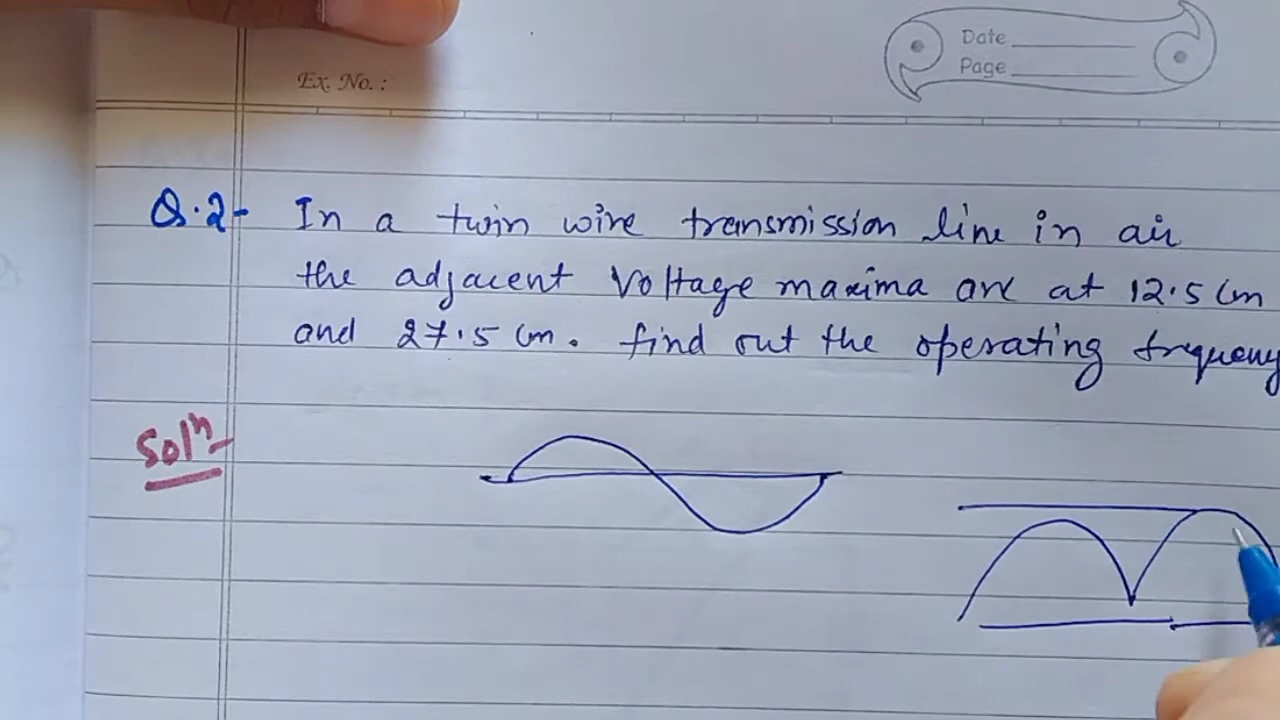 Date
Page
Ex. No. :
Q.2- In a twin wire transmission line in air
the adjacent Voltage maxima are at 12.5 cm
and 27.5 cm. find out the operating frequency
Solⁿ-